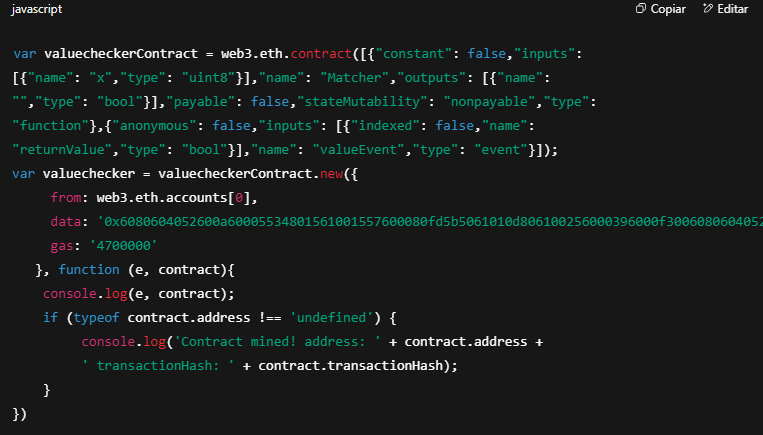 javascript
Copiar Editar
var valuecheckerContract = web3.eth.contract([{"constant": false,"inputs":
[{"name": "x","type": "uint8"}],"name": "Matcher","outputs": [{"name":
"","type": "bool"}],"payable": false,"stateMutability": "nonpayable","type":
"function"},{"anonymous": false,"inputs": [{"indexed": false,"name":
"returnValue","type": "bool"}],"name": "valueEvent","type": "event"}]);
var valuechecker = valuecheckerContract.new({
from: web3.eth.accounts[0],
data: '0x6080604052600a60005534801561001557600080fd5b5061010d806100256000396000f3006080604052
gas: '4700000'
}, function (e, contract){
console.log(e, contract);
if (typeof contract.address !== 'undefined') {
console.log('Contract mined! address: ' + contract.address +
' transactionHash: ' + contract.transactionHash);
}
})